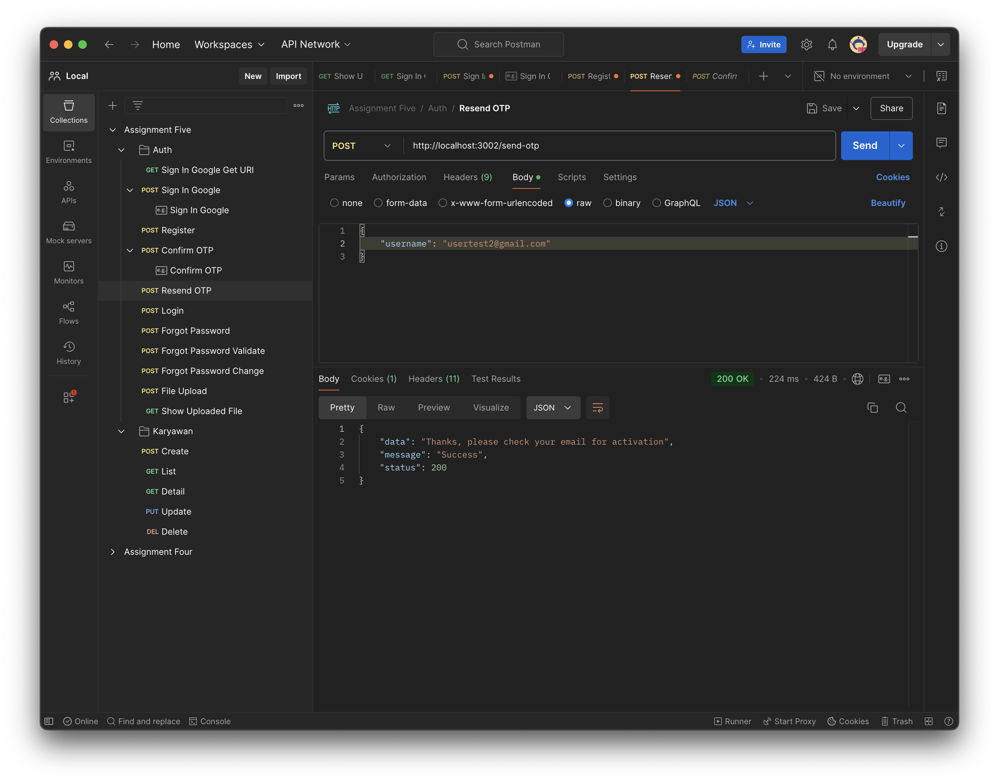 Home Workspaces API Network Search Postman Invite Upgrade
Local New Import
GET Show U GET Sign In POST Sign I POST Regist POST Resen POST Confirm No environment
e.g. Sign In
Collections
Environments
APIs
Mock servers
Monitors
Flows
History
Assignment Five
Auth
GET Sign In Google Get URI
POST Sign In Google
e.g. Sign In Google
POST Register
POST Confirm OTP
e.g. Confirm OTP
POST Resend OTP
POST Login
POST Forgot Password
POST Forgot Password Validate
POST Forgot Password Change
POST File Upload
GET Show Uploaded File
Karyawan
POST Create
GET List
GET Detail
PUT Update
DEL Delete
Assignment Four
HTTP Assignment Five / Auth / Resend OTP Save Share
POST http://localhost:3002/send-otp Send
Params Authorization Headers (9) Body Scripts Settings Cookies
none form-data x-www-form-urlencoded raw binary GraphQL JSON Beautify
1 {
2 "username": "usertest2@gmail.com"
3 }
Body Cookies (1) Headers (11) Test Results 200 OK 224 ms 424 B e.g.
Pretty Raw Preview Visualize JSON
1 {
2 "data": "Thanks, please check your email for activation",
3 "message": "Success",
4 "status": 200
5 }
Online Find and replace Console Runner Start Proxy Cookies Trash